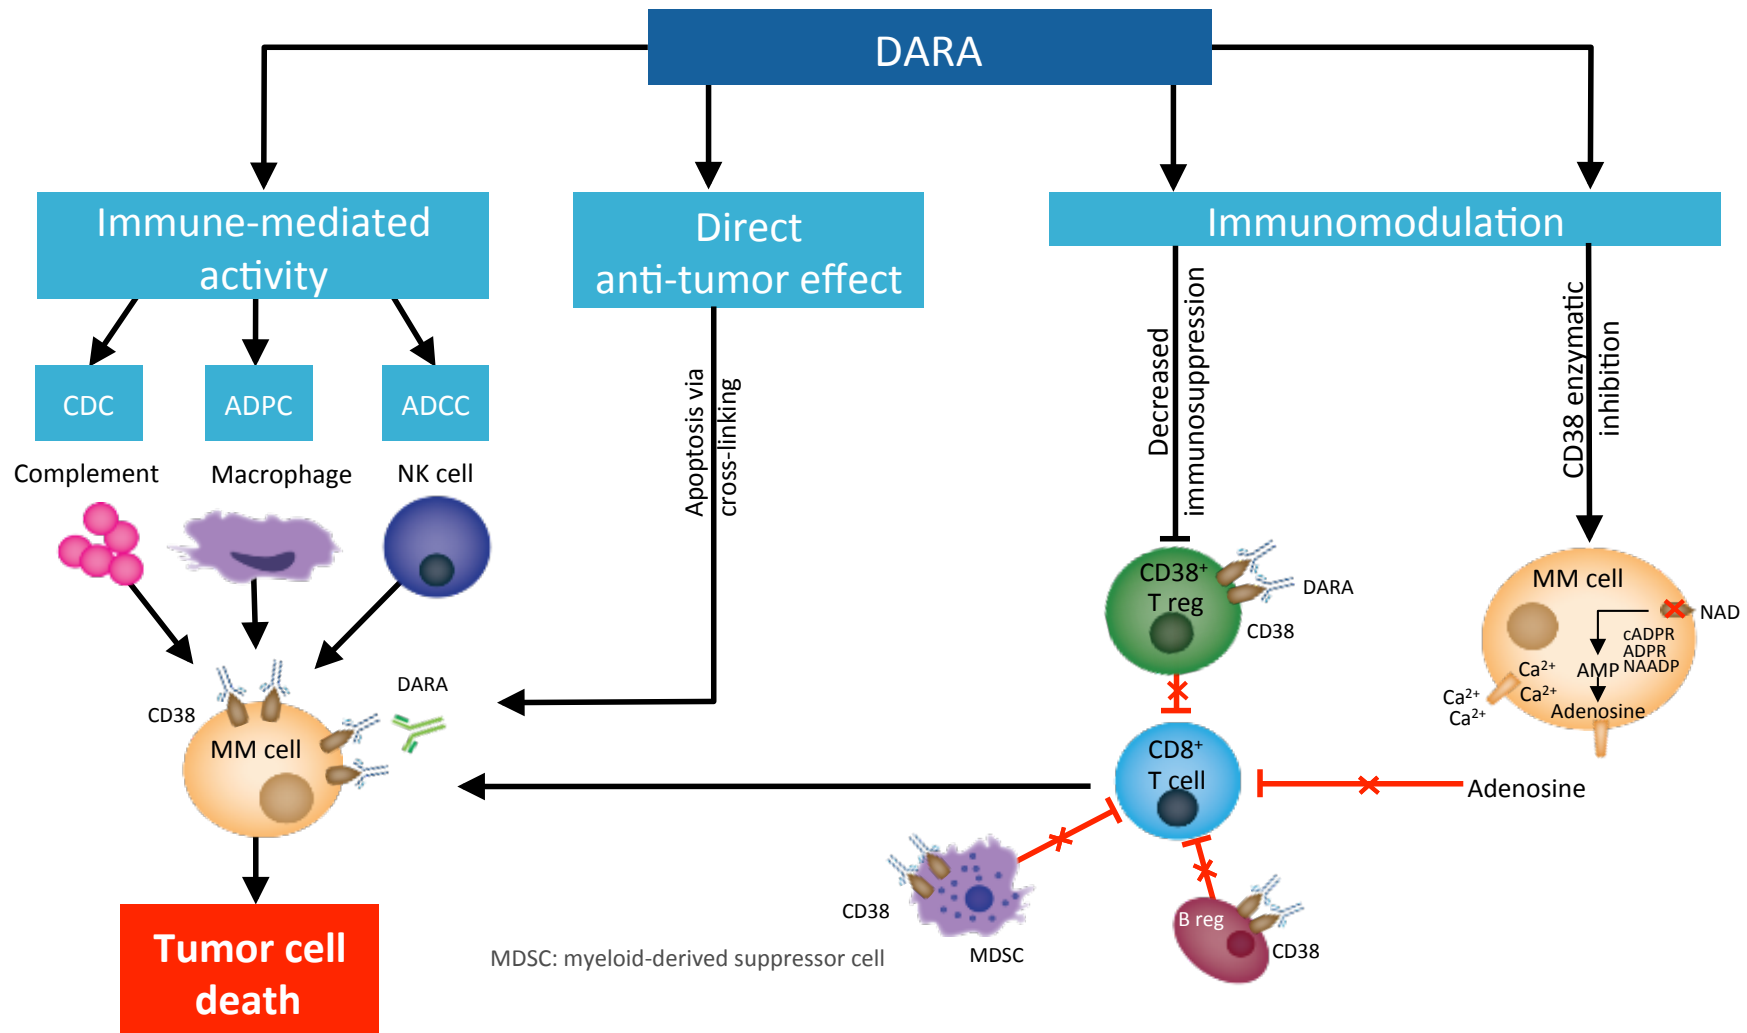 DARA
Immune-mediated
activity
Direct
anti-tumor effect
Immunomodulation
CDC
ADPC
ADCC
Complement
Macrophage
NK cell
Apoptosis via
cross-linking
Decreased
immunosuppression
CD38 enzymatic
inhibition
CD38
DARA
MM cell
CD38⁺
T reg
DARA
CD38
MM cell
NAD
cADPR
ADPR
NAADP
AMP
Adenosine
Ca²⁺
Ca²⁺
Ca²⁺
Ca²⁺
CD8⁺
T cell
Adenosine
CD38
MDSC
B reg
CD38
MDSC: myeloid-derived suppressor cell
Tumor cell
death